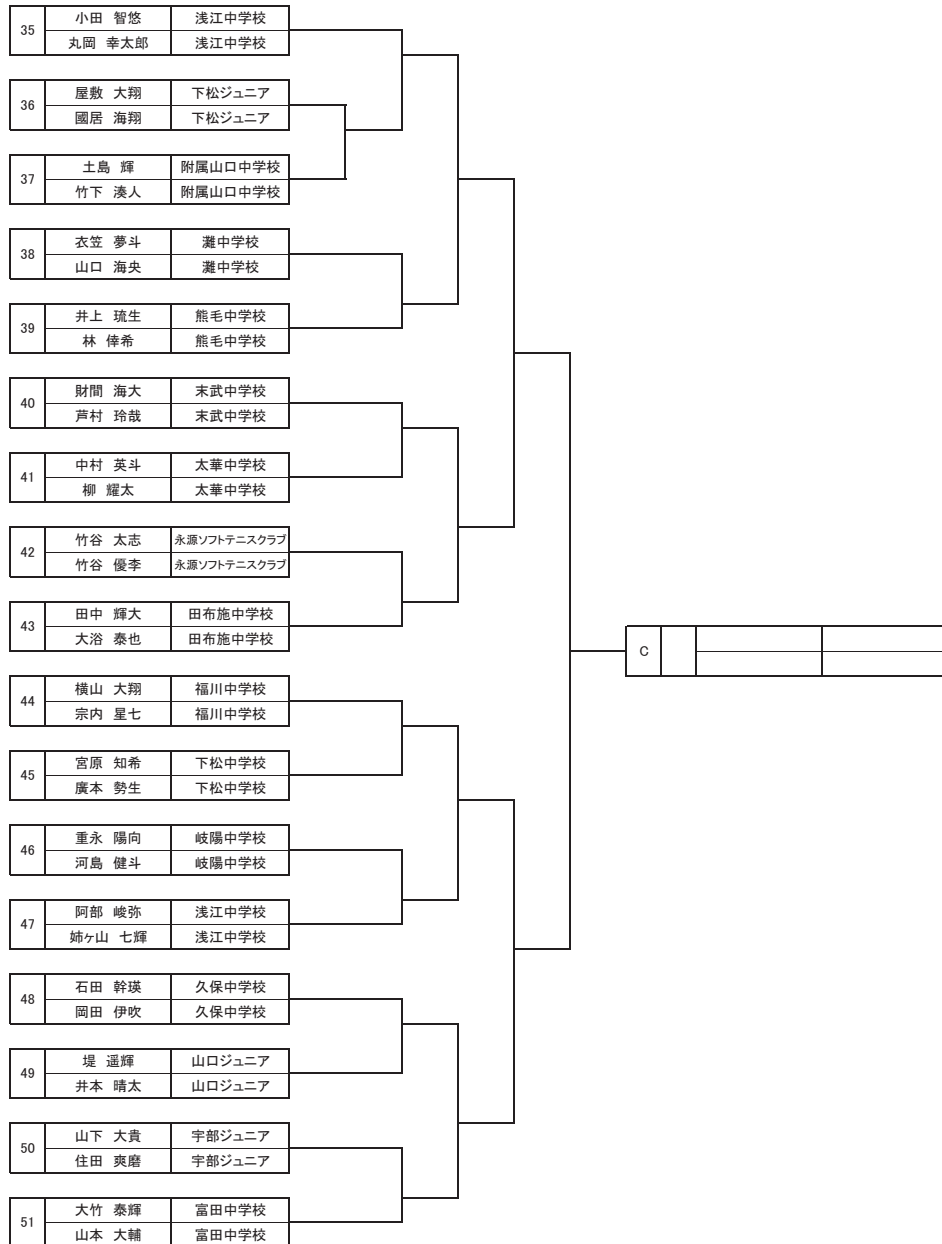 35 小田 智悠 浅江中学校
丸岡 幸太郎 浅江中学校
36 屋敷 大翔 下松ジュニア
國居 海翔 下松ジュニア
37 土島 輝 附属山口中学校
竹下 湊人 附属山口中学校
38 衣笠 夢斗 灘中学校
山口 海央 灘中学校
39 井上 琉生 熊毛中学校
林 倖希 熊毛中学校
40 財間 海大 末武中学校
芦村 玲哉 末武中学校
41 中村 英斗 太華中学校
柳 耀太 太華中学校
42 竹谷 太志 永源ソフトテニスクラブ
竹谷 優李 永源ソフトテニスクラブ
43 田中 輝大 田布施中学校
大浴 泰也 田布施中学校
C
44 横山 大翔 福川中学校
宗内 星七 福川中学校
45 宮原 知希 下松中学校
廣本 勢生 下松中学校
46 重永 陽向 岐陽中学校
河島 健斗 岐陽中学校
47 阿部 峻弥 浅江中学校
姉ヶ山 七輝 浅江中学校
48 石田 幹瑛 久保中学校
岡田 伊吹 久保中学校
49 堤 遥輝 山口ジュニア
井本 晴太 山口ジュニア
50 山下 大貴 宇部ジュニア
住田 爽磨 宇部ジュニア
51 大竹 泰輝 富田中学校
山本 大輔 富田中学校